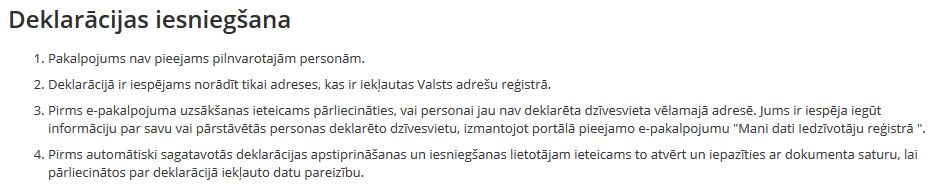 Deklarācijas iesniegšana
1. Pakalpojums nav pieejams pilnvarotajām personām.
2. Deklarācijā ir iespējams norādīt tikai adreses, kas ir iekļautas Valsts adrešu reģistrā.
3. Pirms e-pakalpojuma uzsākšanas ieteicams pārliecināties, vai personai jau nav deklarēta dzīvesvieta vēlamajā adresē. Jums ir iespēja iegūt
informāciju par savu vai pārstāvētās personas deklarēto dzīvesvietu, izmantojot portālā pieejamo e-pakalpojumu "Mani dati Iedzīvotāju reģistrā ".
4. Pirms automātiski sagatavotās deklarācijas apstiprināšanas un iesniegšanas lietotājam ieteicams to atvērt un iepazīties ar dokumenta saturu, lai
pārliecinātos par deklarācijā iekļauto datu pareizību.